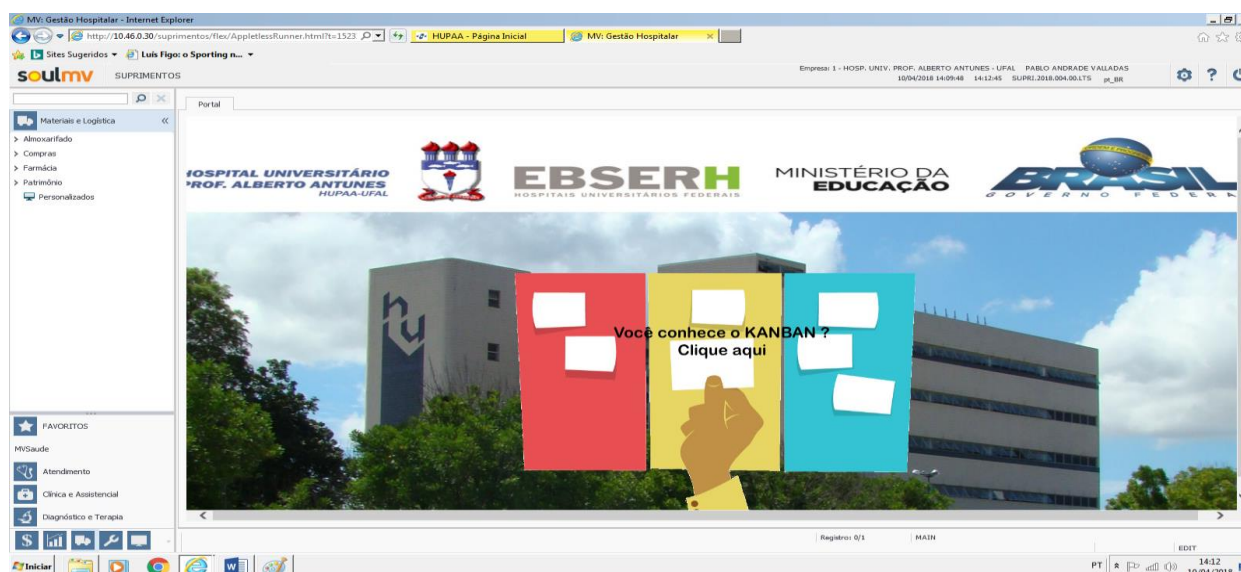 MV: Gestão Hospitalar - Internet Explorer
http://10.46.0.30/suprimentos/flex/AppletlessRunner.html?t=1523
HUPAA - Página Inicial
MV: Gestão Hospitalar
Sites Sugeridos
Luís Figo: o Sporting n...
soulmv
SUPRIMENTOS
Empresa: 1 - HOSP. UNIV. PROF. ALBERTO ANTUNES - UFAL PABLO ANDRADE VALLADAS
10/04/2018 14:09:48 14:12:45 SUPRI.2018.004.00.LTS pt_BR
Portal
Materiais e Logística
Almoxarifado
Compras
Farmácia
Patrimônio
Personalizados
HOSPITAL UNIVERSITÁRIO
PROF. ALBERTO ANTUNES
HUPAA-UFAL
EBSERH
HOSPITAIS UNIVERSITÁRIOS FEDERAIS
MINISTÉRIO DA
EDUCAÇÃO
BRASIL
GOVERNO FEDERA
hu
Você conhece o KANBAN ?
Clique aqui
FAVORITOS
MVSaude
Atendimento
Clínica e Assistencial
Diagnóstico e Terapia
Registro: 0/1
MAIN
EDIT
Iniciar
PT
14:12
10/04/2018